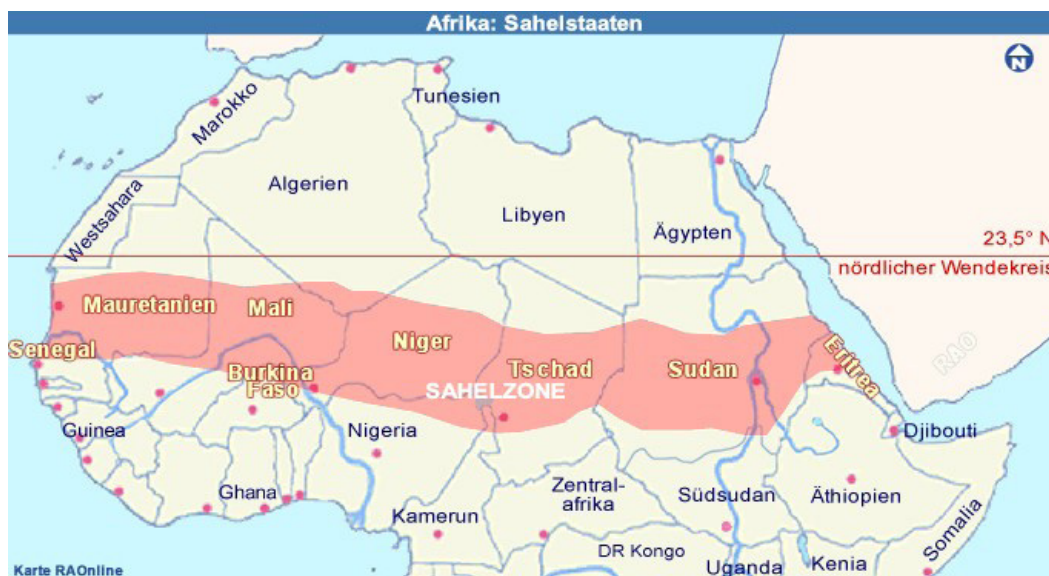 Afrika: Sahelstaaten
N
Tunesien
Marokko
Algerien
Westsahara
Libyen
Ägypten
23,5° N
nördlicher Wendekreis
Mauretanien
Mali
Niger
Senegal
Tschad
Sudan
Eritrea
RAO
Burkina
Faso
SAHELZONE
Guinea
Nigeria
Djibouti
Ghana
Zentral-
afrika
Südsudan
Äthiopien
Kamerun
Somalia
DR Kongo
Uganda
Kenia
Karte RAOnline